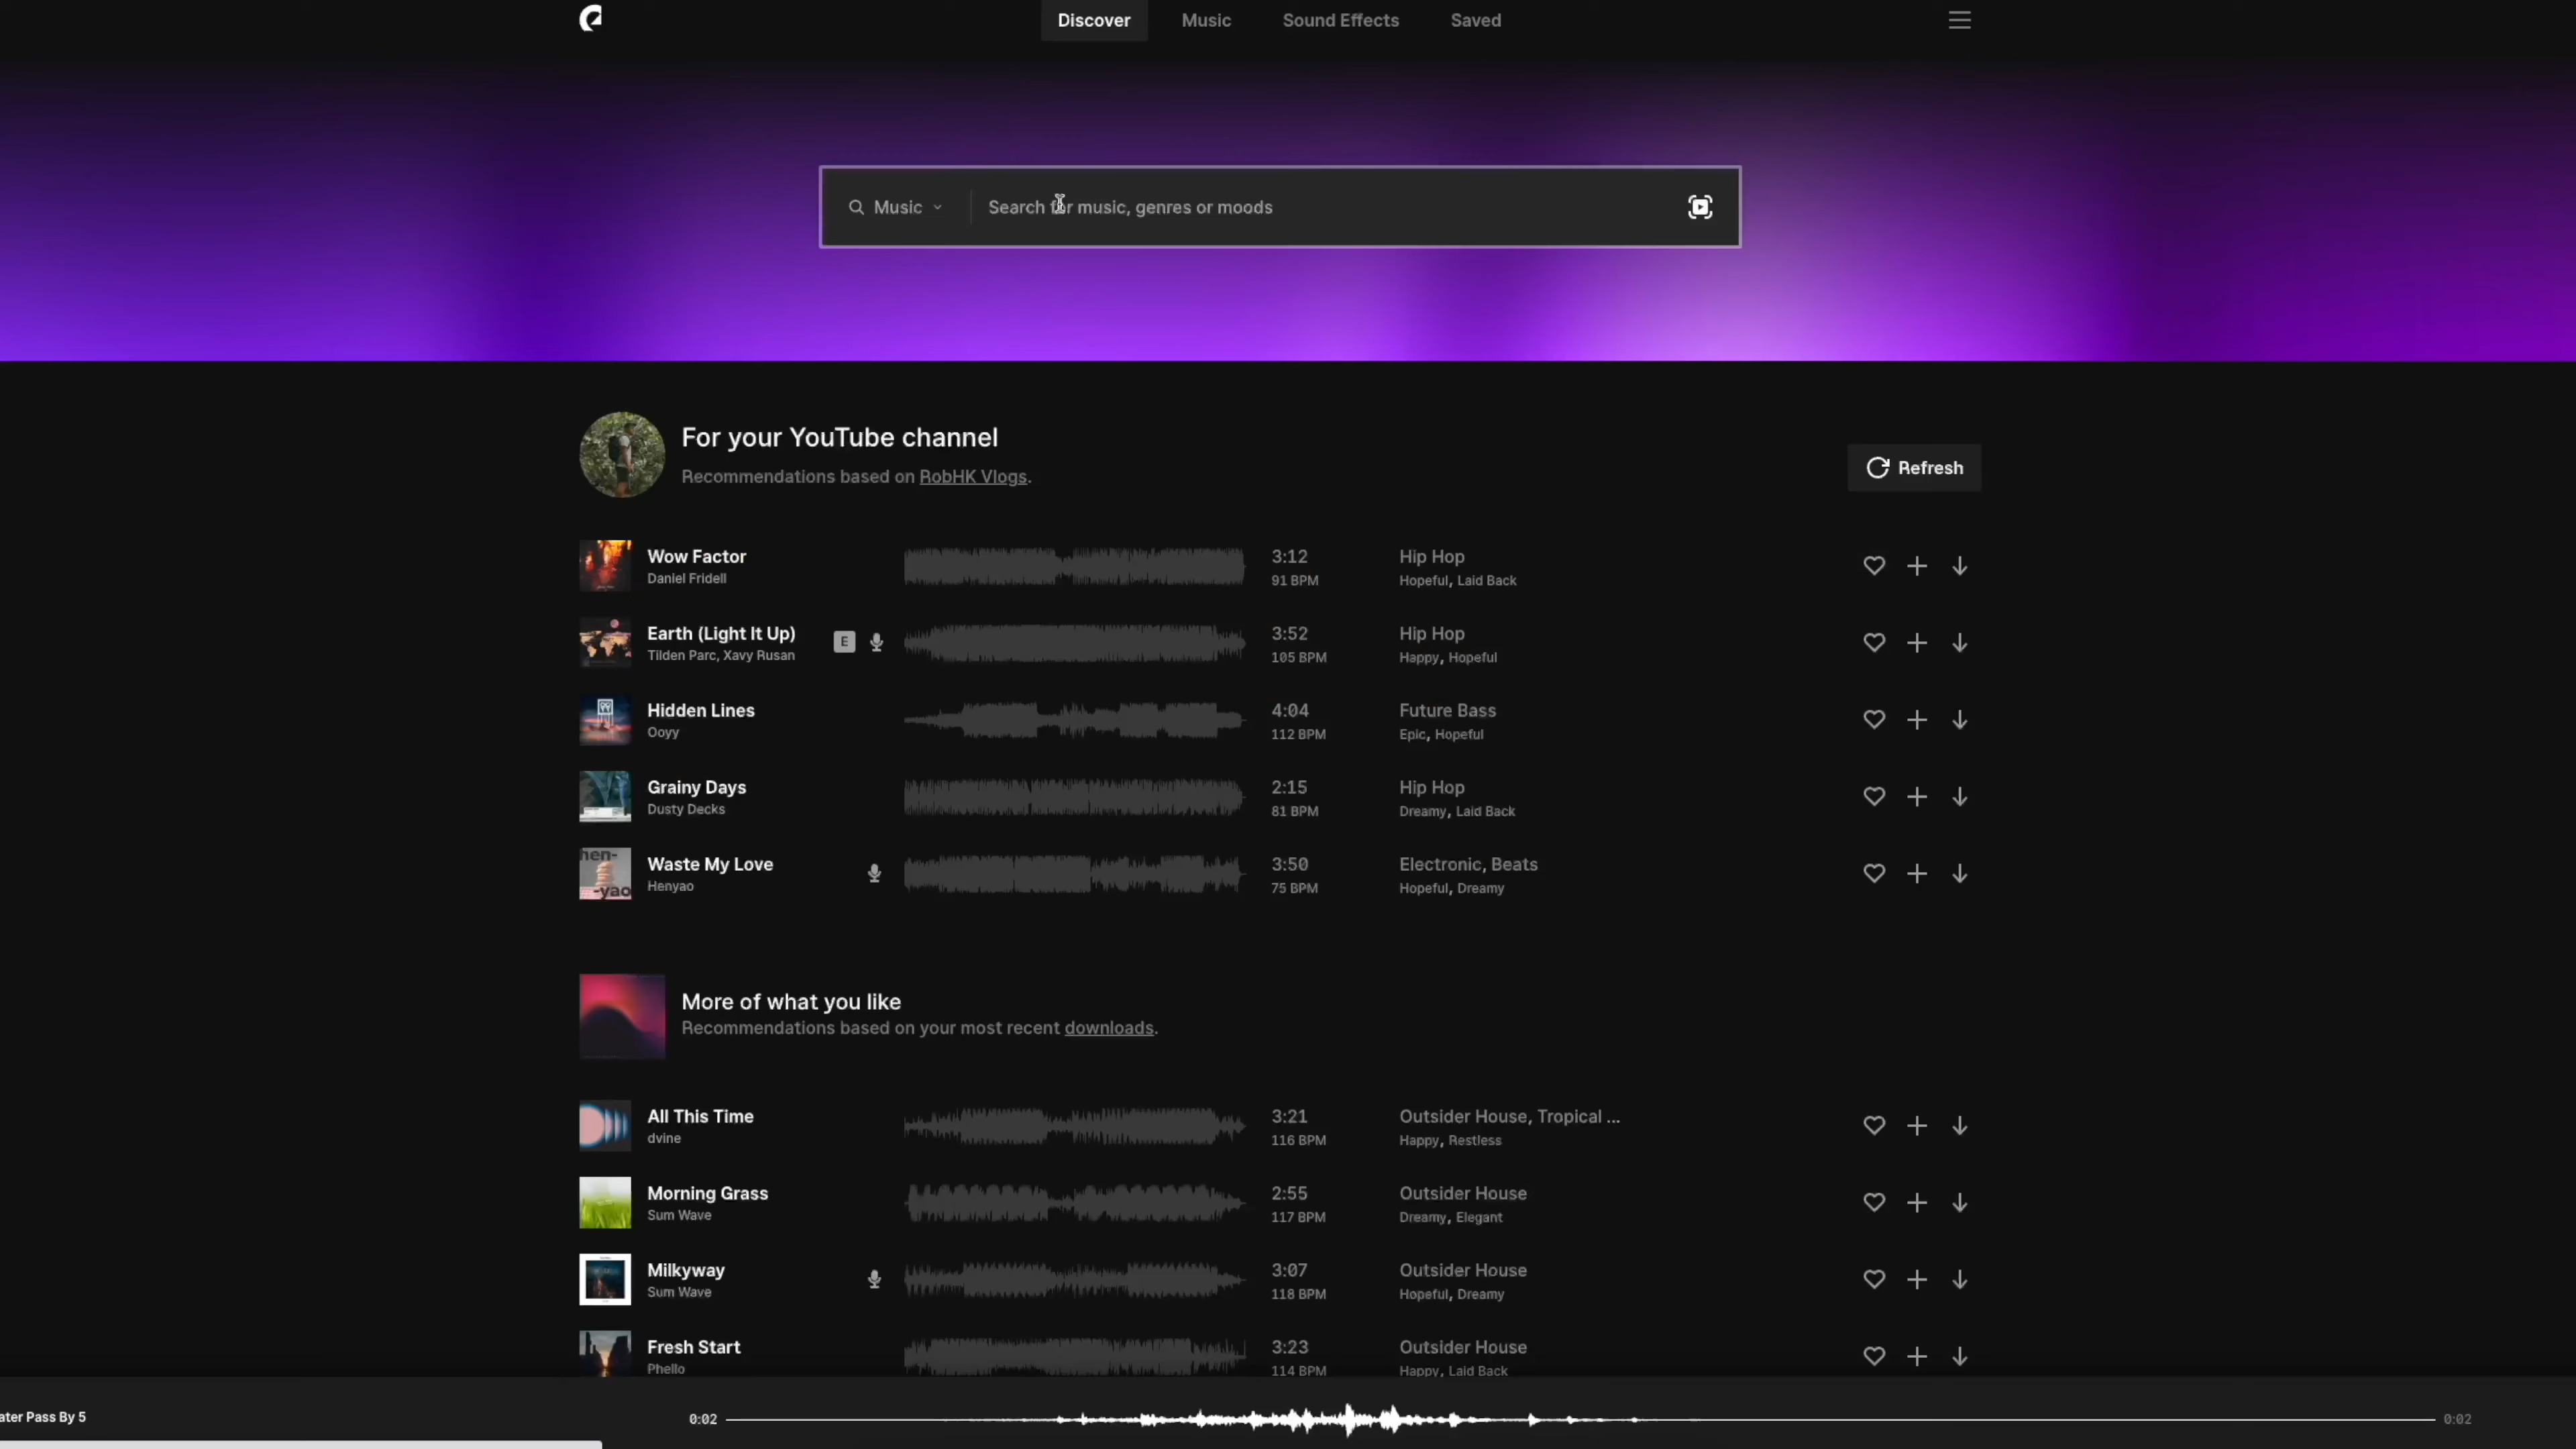 Discover Music Sound Effects Saved
Music Search for music, genres or moods
For your YouTube channel
Recommendations based on RobHK Vlogs.
Refresh
Wow Factor 3:12 Hip Hop
Daniel Fridell 91 BPM Hopeful, Laid Back
Earth (Light It Up) E 3:52 Hip Hop
Tilden Parc, Xavy Rusan 105 BPM Happy, Hopeful
Hidden Lines 4:04 Future Bass
Ooyy 112 BPM Epic, Hopeful
Grainy Days 2:15 Hip Hop
Dusty Decks 81 BPM Dreamy, Laid Back
hen-
-yao
Waste My Love 3:50 Electronic, Beats
Henyao 75 BPM Hopeful, Dreamy
More of what you like
Recommendations based on your most recent downloads.
All This Time 3:21 Outsider House, Tropical ...
dvine 116 BPM Happy, Restless
Morning Grass 2:55 Outsider House
Sum Wave 117 BPM Dreamy, Elegant
Milkyway 3:07 Outsider House
Sum Wave 118 BPM Hopeful, Dreamy
Fresh Start 3:23 Outsider House
Phello 114 BPM Happy, Laid Back
ater Pass By 5 0:02 0:02